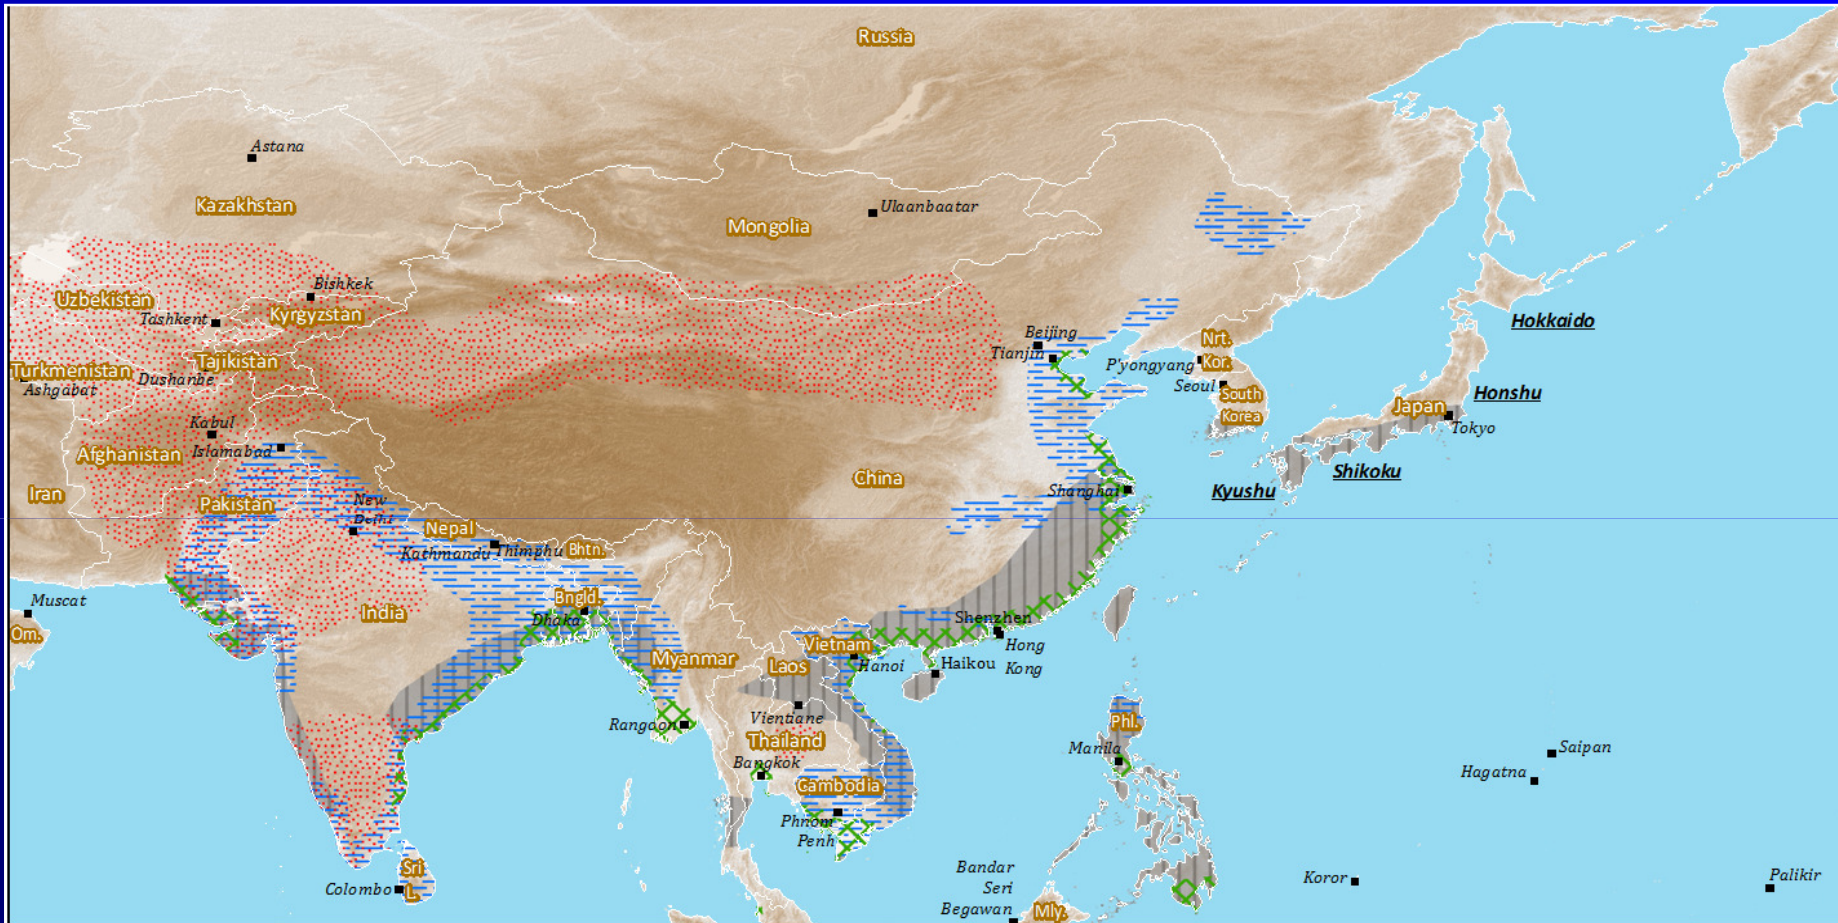 Russia
Astana
Kazakhstan
Ulaanbaatar
Mongolia
Bishkek
Uzbekistan
Kyrgyzstan
Tashkent
Hokkaido
Beijing
Nrt.
Kor.
Tianjin
P'yongyang
Tajikistan
Turkmenistan
Dushanbe
Ashgabat
Seoul
South
Korea
Honshu
Japan
Tokyo
Kabul
Islamabad
Afghanistan
Shikoku
China
Iran
Pakistan
New
Delhi
Shanghai
Kyushu
Nepal
Kathmandu
Thimphu
Bhtn.
Muscat
Om.
India
Bngld.
Dhaka
Shenzhen
Hong
Kong
Vietnam
Hanoi
Haikou
Myanmar
Laos
Rangoon
Vientiane
Thailand
Bangkok
Phl.
Manila
Saipan
Hagatna
Cambodia
Phnom
Penh
Sri
L.
Colombo
Bandar
Seri
Begawan
Mly.
Koror
Palikir